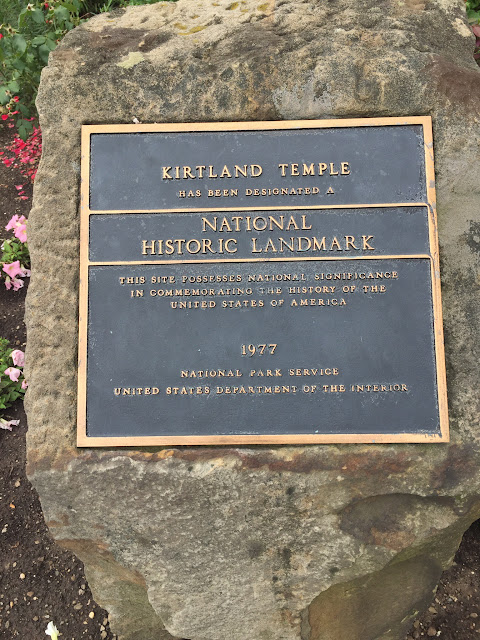 KIRTLAND TEMPLE
HAS BEEN DESIGNATED A
NATIONAL
HISTORIC LANDMARK
THIS SITE POSSESSES NATIONAL SIGNIFICANCE
IN COMMEMORATING THE HISTORY OF THE
UNITED STATES OF AMERICA
1977
NATIONAL PARK SERVICE
UNITED STATES DEPARTMENT OF THE INTERIOR